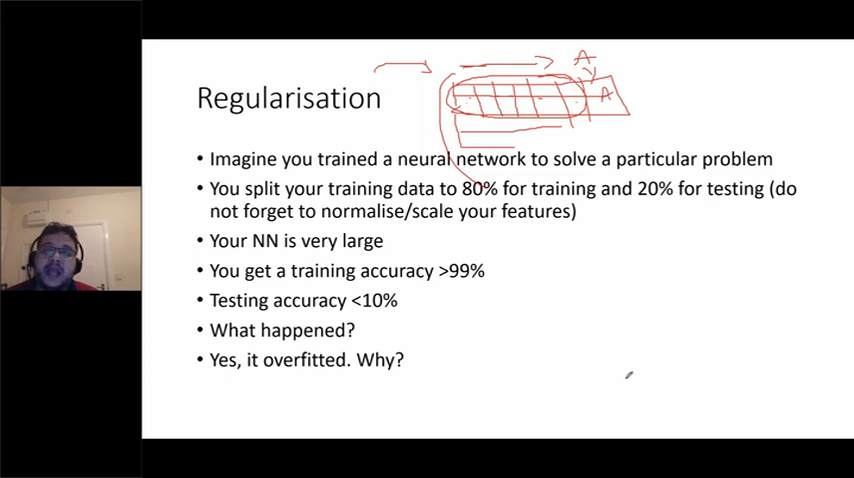 Regularisation
A
A
• Imagine you trained a neural network to solve a particular problem
• You split your training data to 80% for training and 20% for testing (do
not forget to normalise/scale your features)
• Your NN is very large
• You get a training accuracy >99%
• Testing accuracy <10%
• What happened?
• Yes, it overfitted. Why?